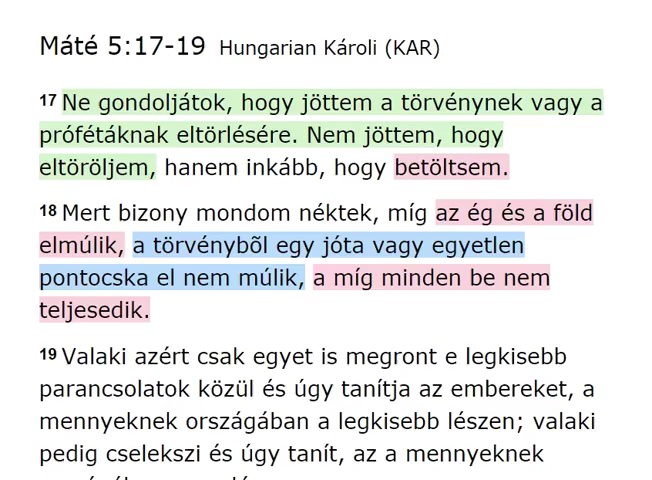 Máté 5:17-19 Hungarian Károli (KAR)
17 Ne gondoljátok, hogy jöttem a törvénynek vagy a
prófétáknak eltörlésére. Nem jöttem, hogy
eltöröljem, hanem inkább, hogy betöltsem.
18 Mert bizony mondom néktek, míg az ég és a föld
elmúlik, a törvénybõl egy jóta vagy egyetlen
pontocska el nem múlik, a míg minden be nem
teljesedik.
19 Valaki azért csak egyet is megront e legkisebb
parancsolatok közül és úgy tanítja az embereket, a
mennyeknek országában a legkisebb lészen; valaki
pedig cselekszi és úgy tanít, az a mennyeknek